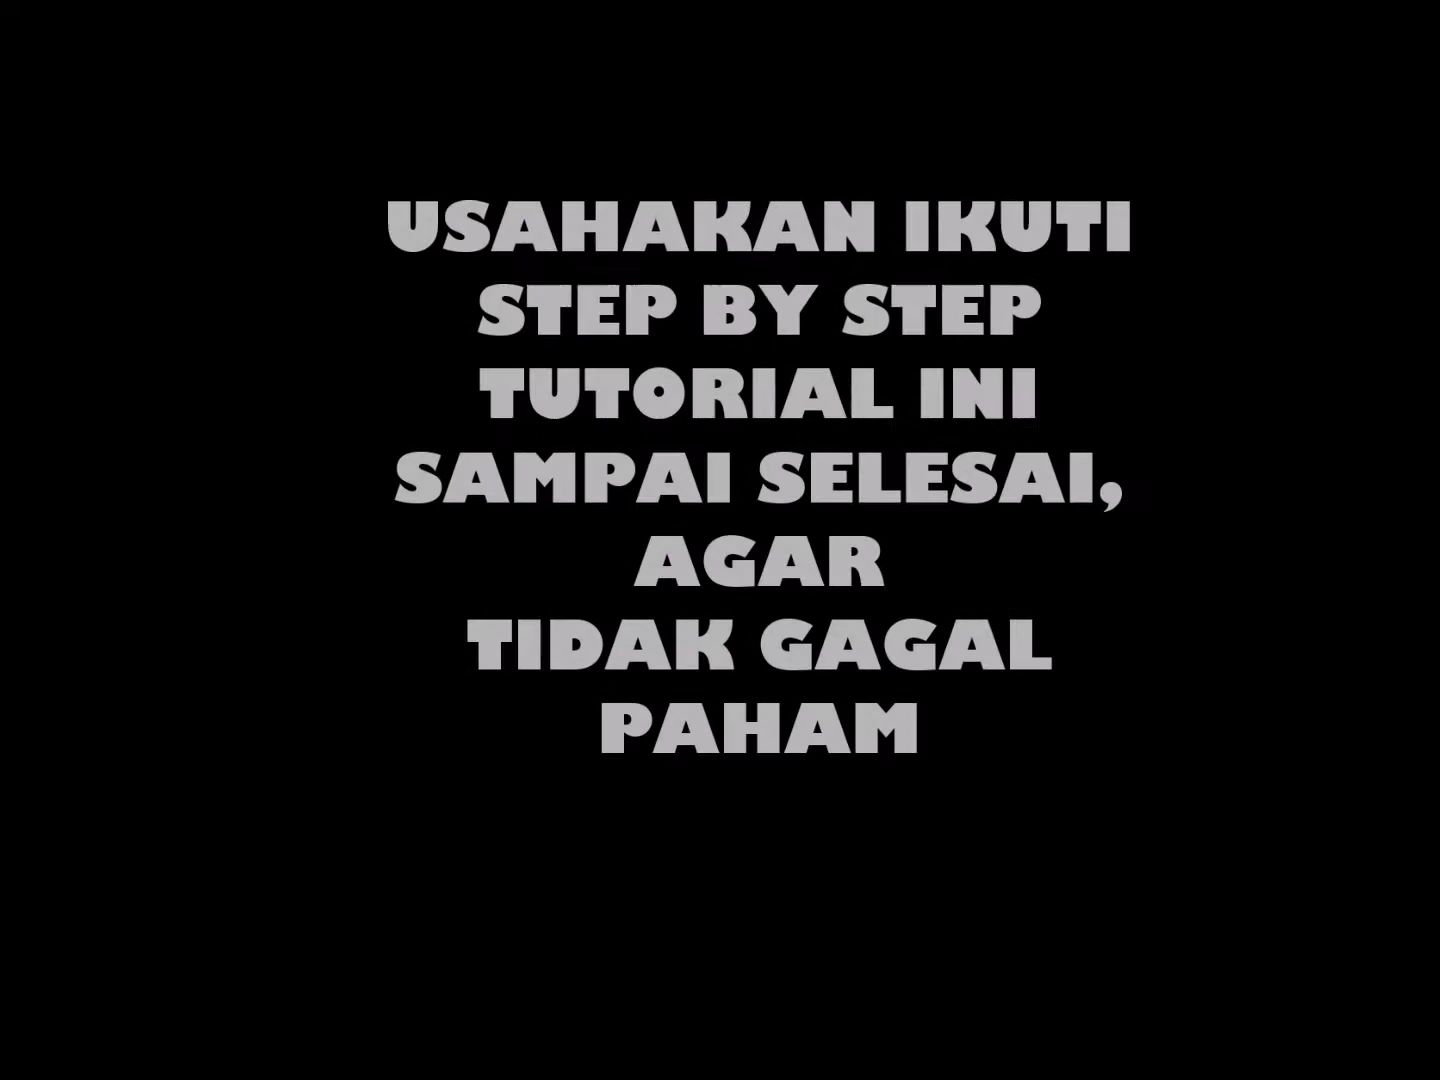 USAHAKAN IKUTI
STEP BY STEP
TUTORIAL INI
SAMPAI SELESAI,
AGAR
TIDAK GAGAL
PAHAM